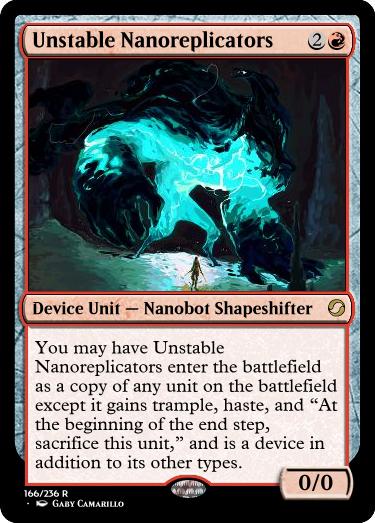 Unstable Nanoreplicators 2
Device Unit — Nanobot Shapeshifter
You may have Unstable
Nanoreplicators enter the battlefield
as a copy of any unit on the battlefield
except it gains trample, haste, and “At
the beginning of the end step,
sacrifice this unit,” and is a device in
addition to its other types.
0/0
166/236 R
· Gaby Camarillo